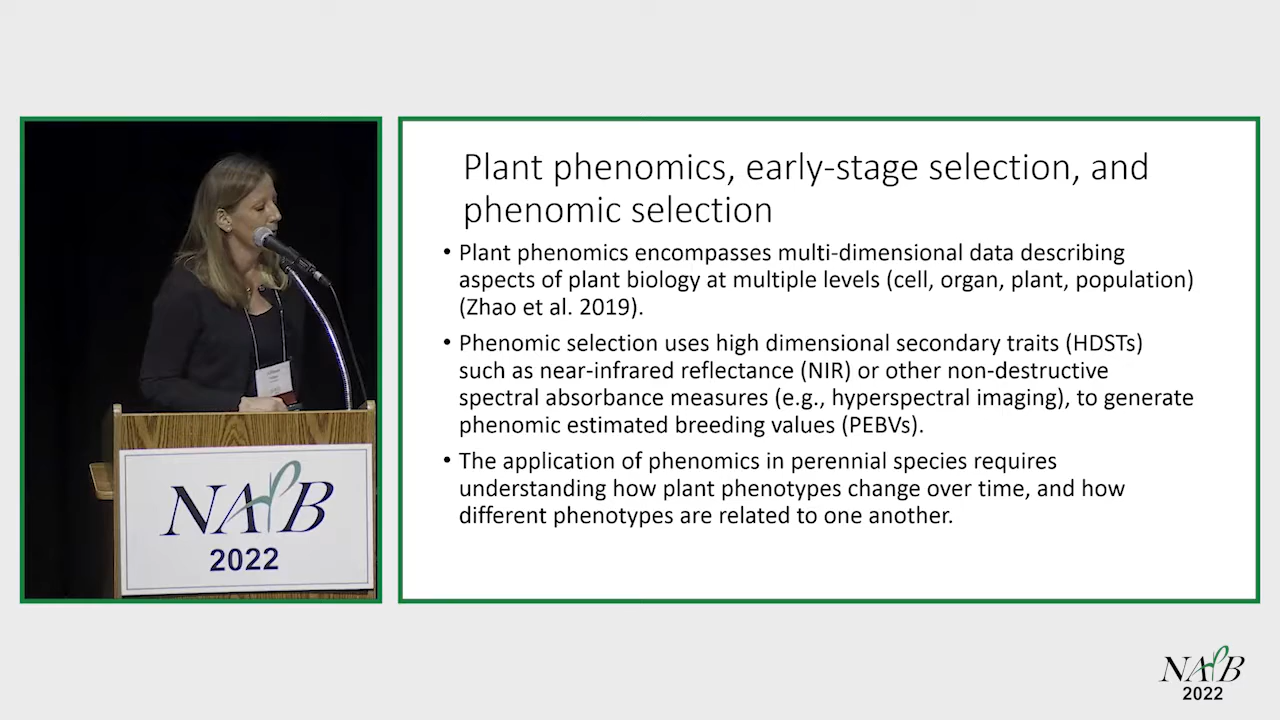 Plant phenomics, early-stage selection, and
phenomic selection
• Plant phenomics encompasses multi-dimensional data describing
aspects of plant biology at multiple levels (cell, organ, plant, population)
(Zhao et al. 2019).
• Phenomic selection uses high dimensional secondary traits (HDSTs)
such as near-infrared reflectance (NIR) or other non-destructive
spectral absorbance measures (e.g., hyperspectral imaging), to generate
phenomic estimated breeding values (PEBVs).
• The application of phenomics in perennial species requires
understanding how plant phenotypes change over time, and how
different phenotypes are related to one another.
NAPB
2022
NAPB
2022